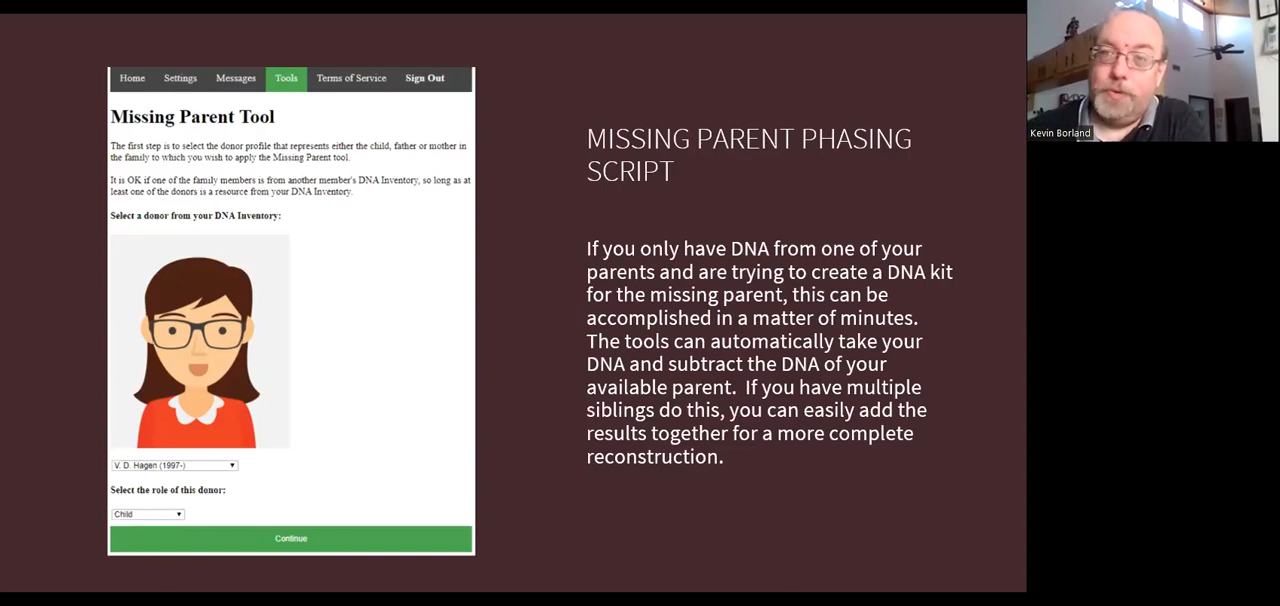 Home Settings Messages Tools Terms of Service Sign Out
Missing Parent Tool
The first step is to select the donor profile that represents either the child, father or mother in
the family to which you wish to apply the Missing Parent tool.
It is OK if one of the family members is from another member's DNA Inventory, so long as at
least one of the donors is a resource from your DNA Inventory.
Select a donor from your DNA Inventory:
V. D. Hagen (1997-)
Select the role of this donor:
Child
Continue
MISSING PARENT PHASING
SCRIPT
If you only have DNA from one of your
parents and are trying to create a DNA kit
for the missing parent, this can be
accomplished in a matter of minutes.
The tools can automatically take your
DNA and subtract the DNA of your
available parent.  If you have multiple
siblings do this, you can easily add the
results together for a more complete
reconstruction.
Kevin Borland